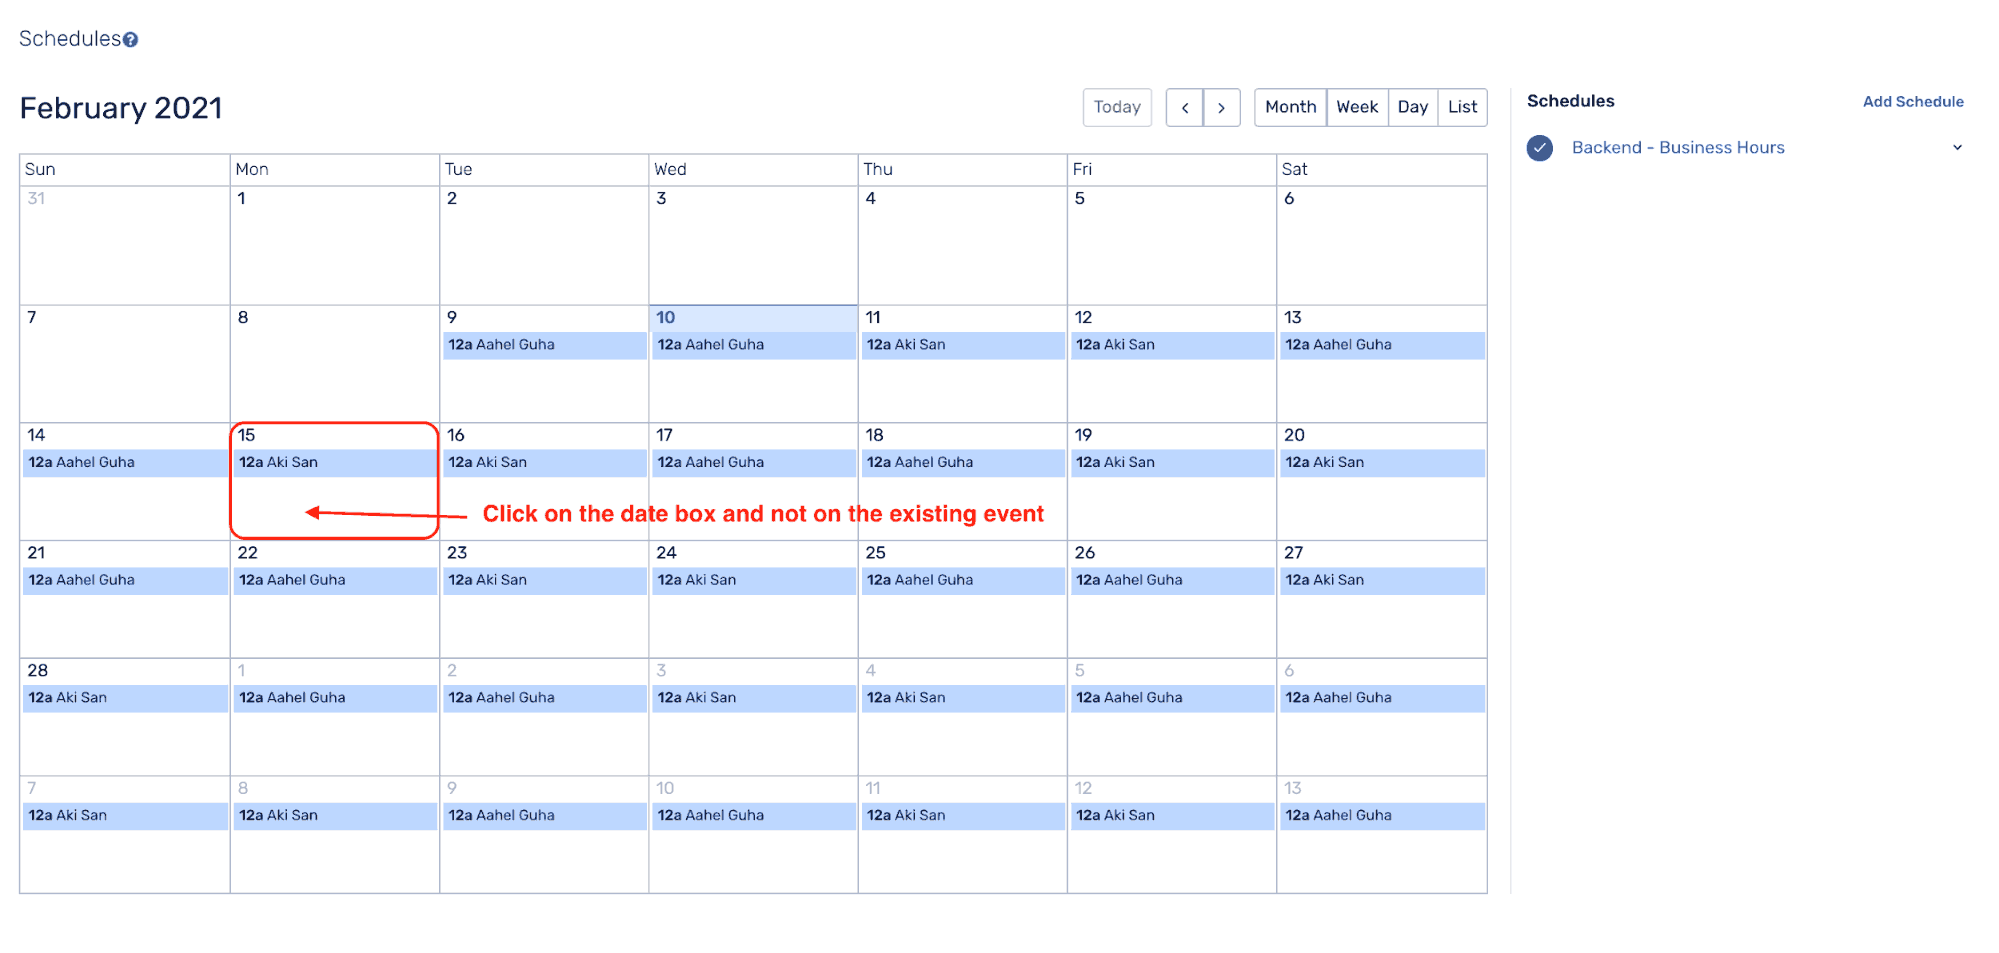 Schedules?
February 2021
Today < > Month Week Day List
Schedules Add Schedule
Backend - Business Hours
Sun Mon Tue Wed Thu Fri Sat
31 1 2 3 4 5 6
7 8 9 10 11 12 13
12a Aahel Guha 12a Aahel Guha 12a Aki San 12a Aki San 12a Aahel Guha
14 15 16 17 18 19 20
12a Aahel Guha 12a Aki San 12a Aki San 12a Aahel Guha 12a Aahel Guha 12a Aki San 12a Aki San
Click on the date box and not on the existing event
21 22 23 24 25 26 27
12a Aahel Guha 12a Aahel Guha 12a Aki San 12a Aki San 12a Aahel Guha 12a Aahel Guha 12a Aki San
28 1 2 3 4 5 6
12a Aki San 12a Aahel Guha 12a Aahel Guha 12a Aki San 12a Aki San 12a Aahel Guha 12a Aahel Guha
7 8 9 10 11 12 13
12a Aki San 12a Aki San 12a Aahel Guha 12a Aahel Guha 12a Aki San 12a Aki San 12a Aahel Guha